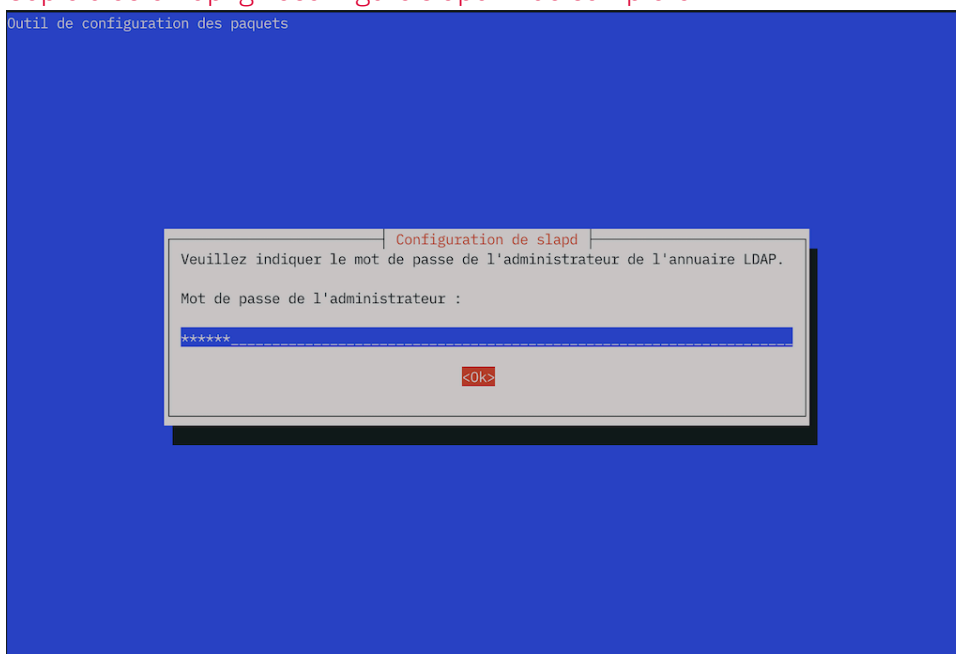 Outil de configuration des paquets
Configuration de slapd
Veuillez indiquer le mot de passe de l'administrateur de l'annuaire LDAP.
Mot de passe de l'administrateur :
******
<Ok>